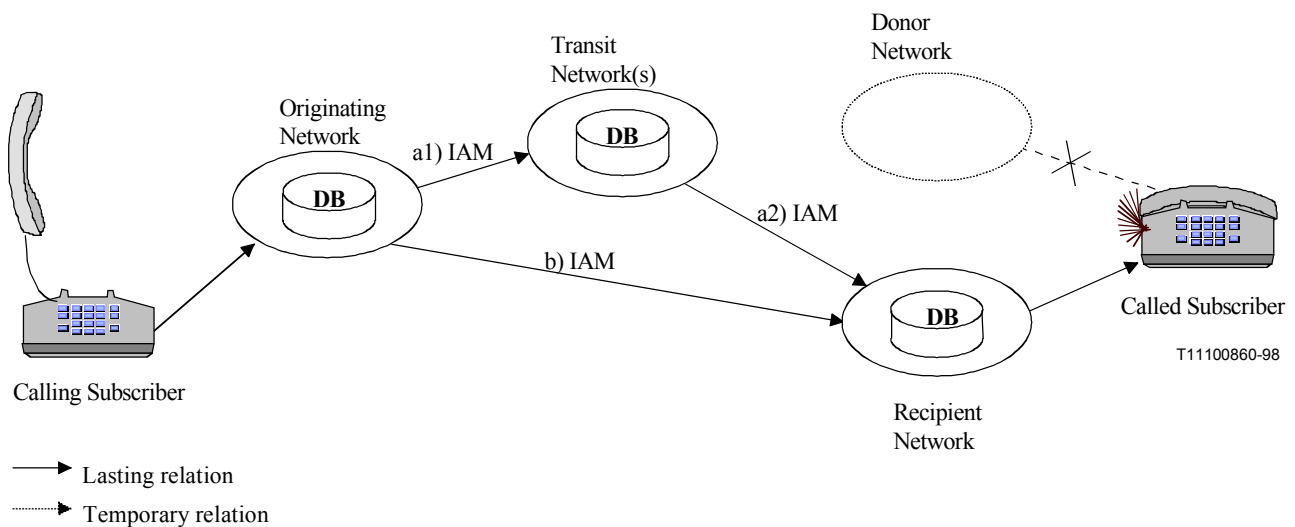 Donor
Network
Transit
Network(s)
Originating
Network
DB
a1) IAM
DB
a2) IAM
b) IAM
DB
Called Subscriber
T11100860-98
Calling Subscriber
Recipient
Network
Lasting relation
Temporary relation